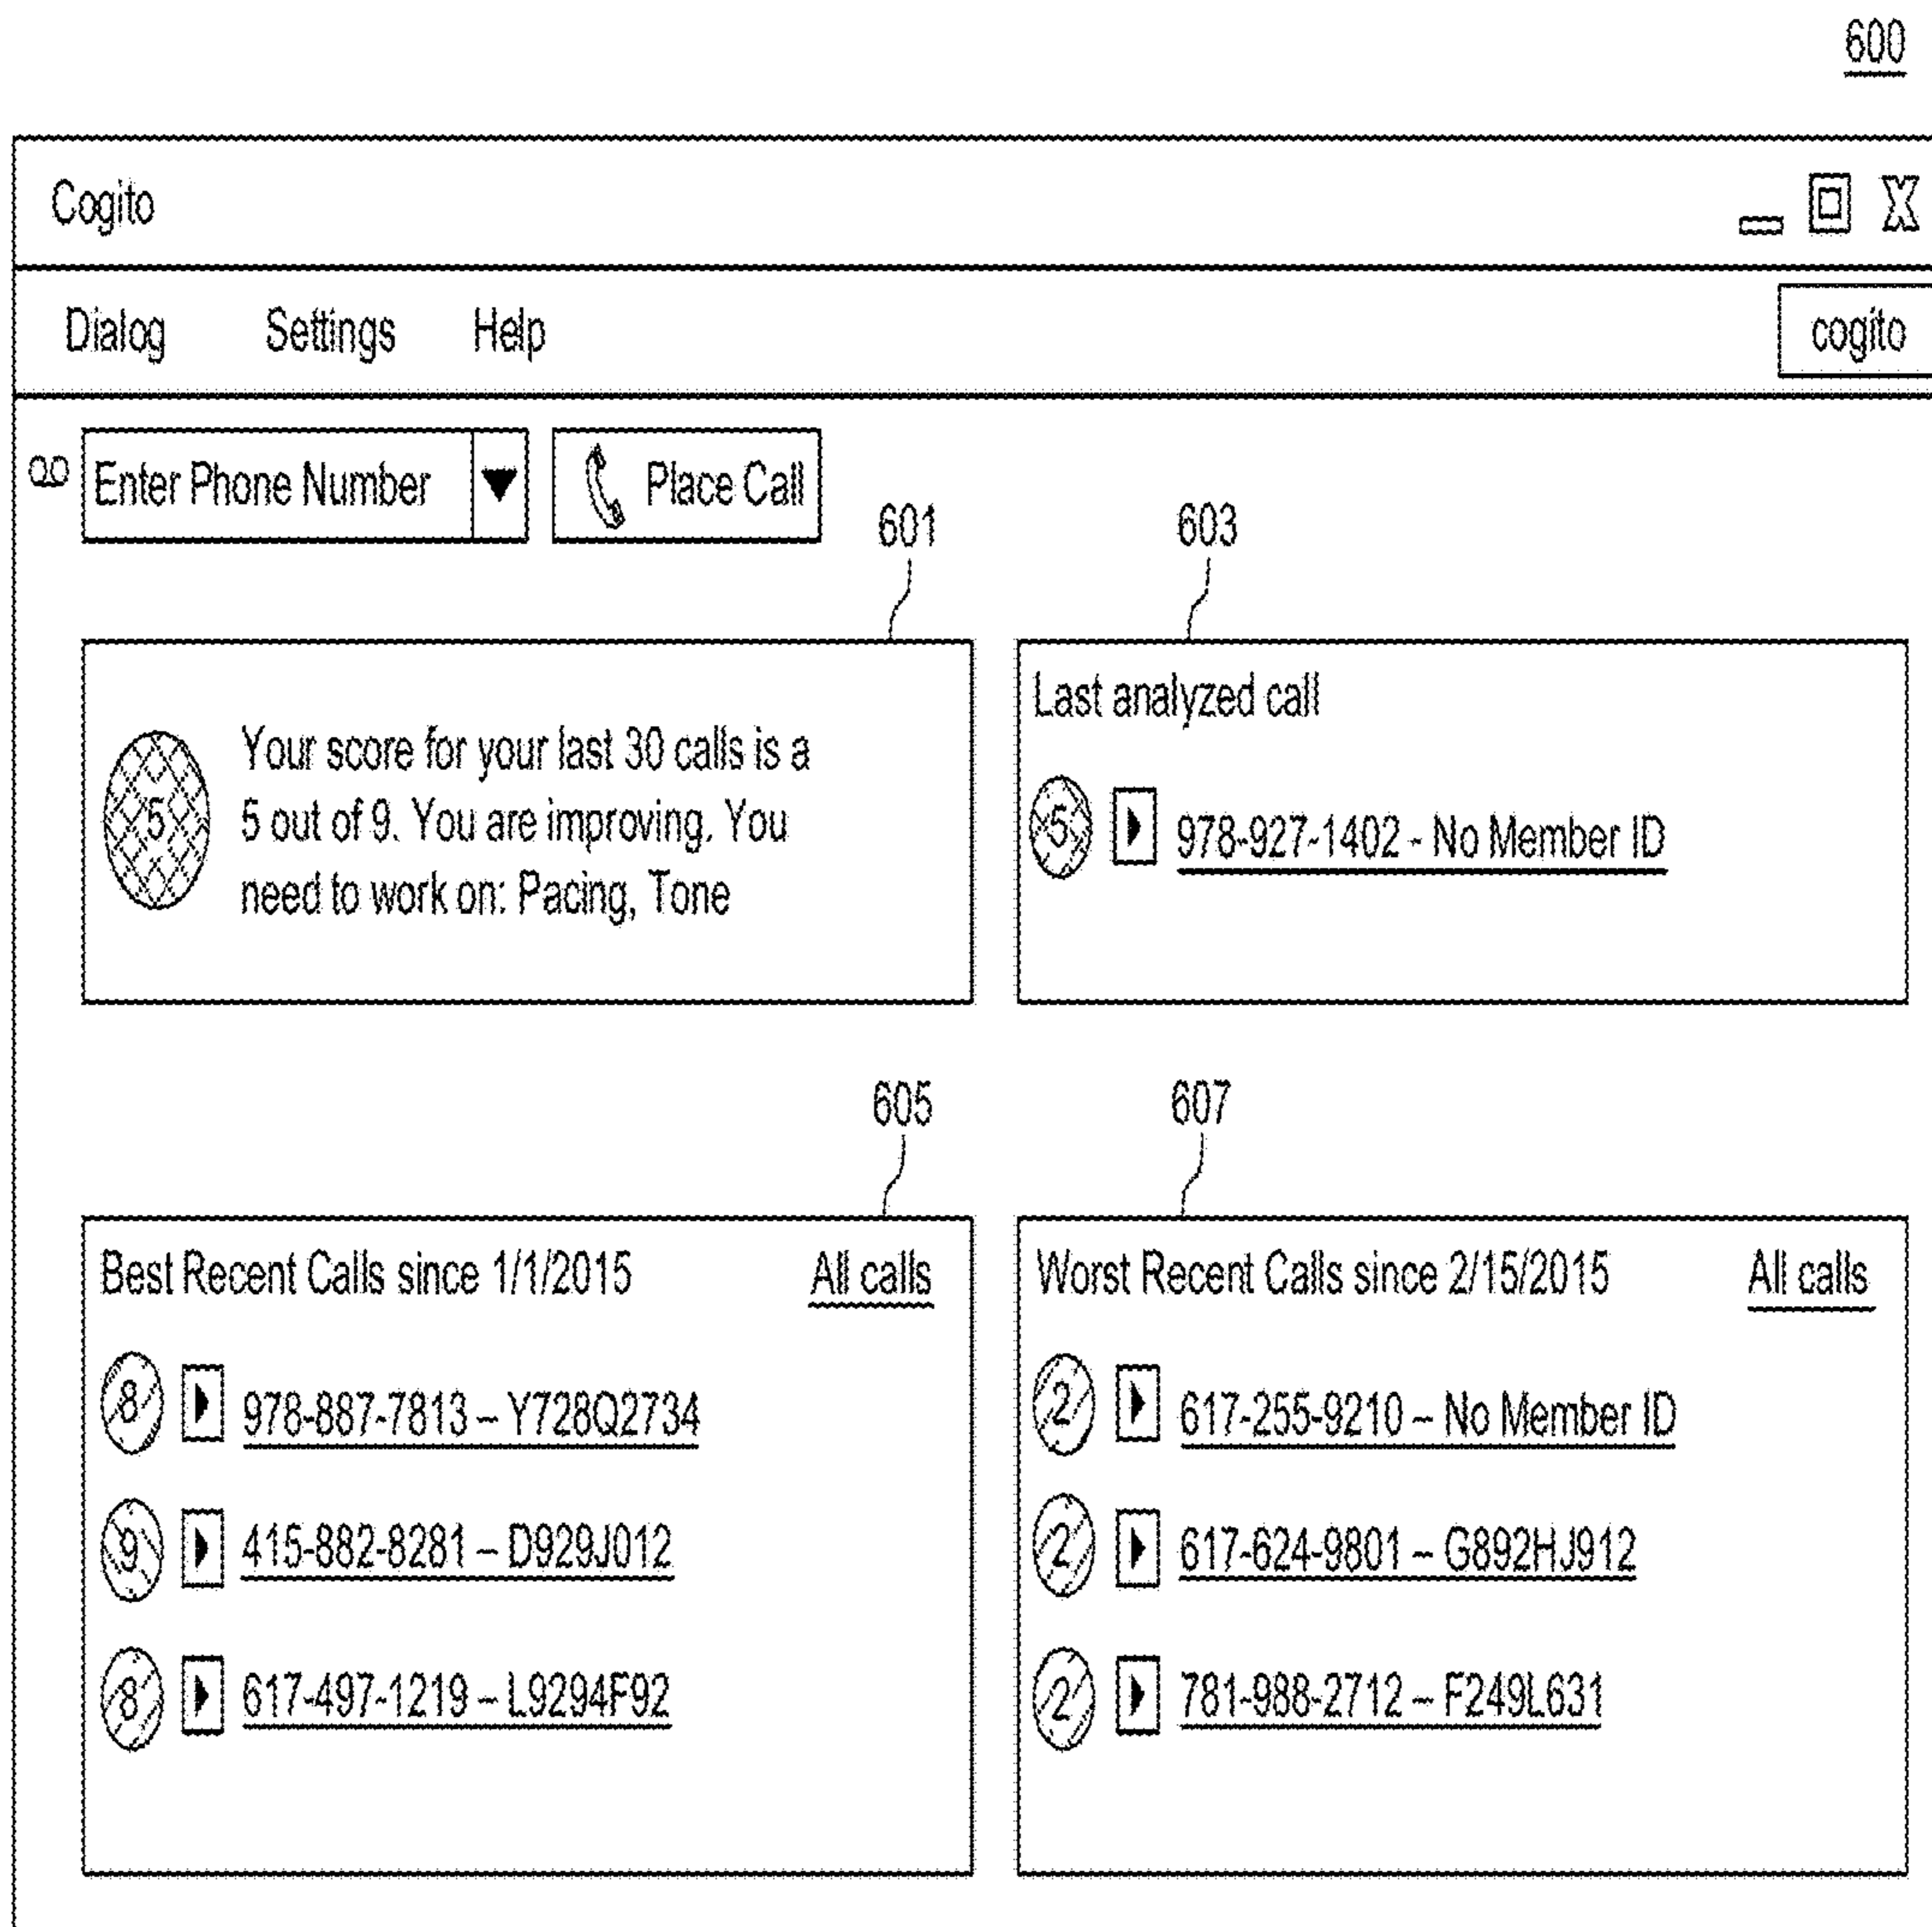 600
Cogito
X
Dialog Settings Help cogito
Enter Phone Number Place Call
601 603
Your score for your last 30 calls is a
5 out of 9. You are improving. You
need to work on: Pacing, Tone
5
Last analyzed call
5 978-927-1402 - No Member ID
605 607
Best Recent Calls since 1/1/2015 All calls
8 978-887-7813 – Y728Q2734
9 415-882-8281 – D929J012
8 617-497-1219 – L9294F92
Worst Recent Calls since 2/15/2015 All calls
2 617-255-9210 – No Member ID
2 617-624-9801 – G892HJ912
2 781-988-2712 – F249L631